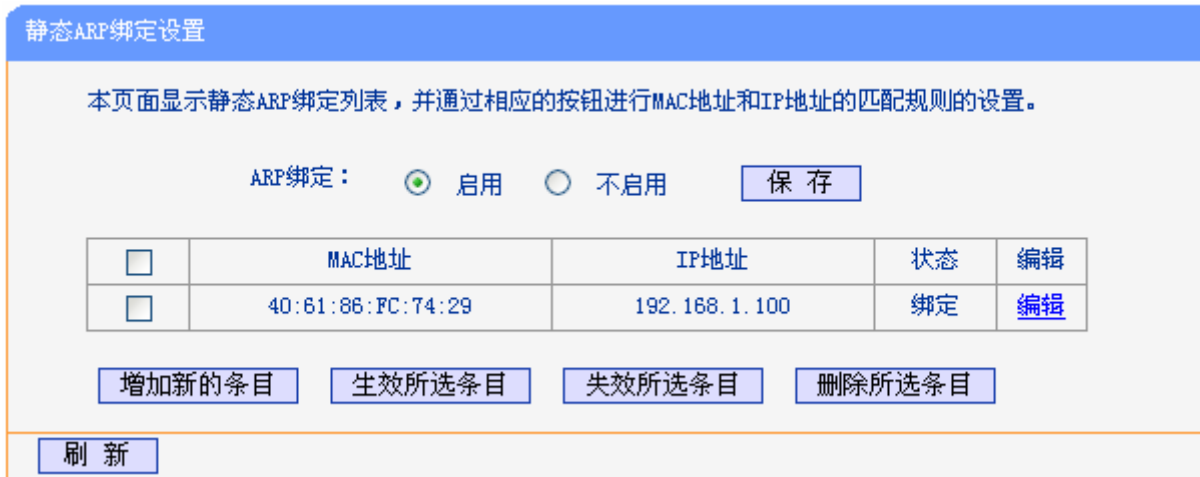 静态ARP绑定设置
本页面显示静态ARP绑定列表，并通过相应的按钮进行MAC地址和IP地址的匹配规则的设置。
ARP绑定： 启用 不启用 保 存
MAC地址 IP地址 状态 编辑
40:61:86:FC:74:29 192.168.1.100 绑定 编辑
增加新的条目 生效所选条目 失效所选条目 删除所选条目
刷 新